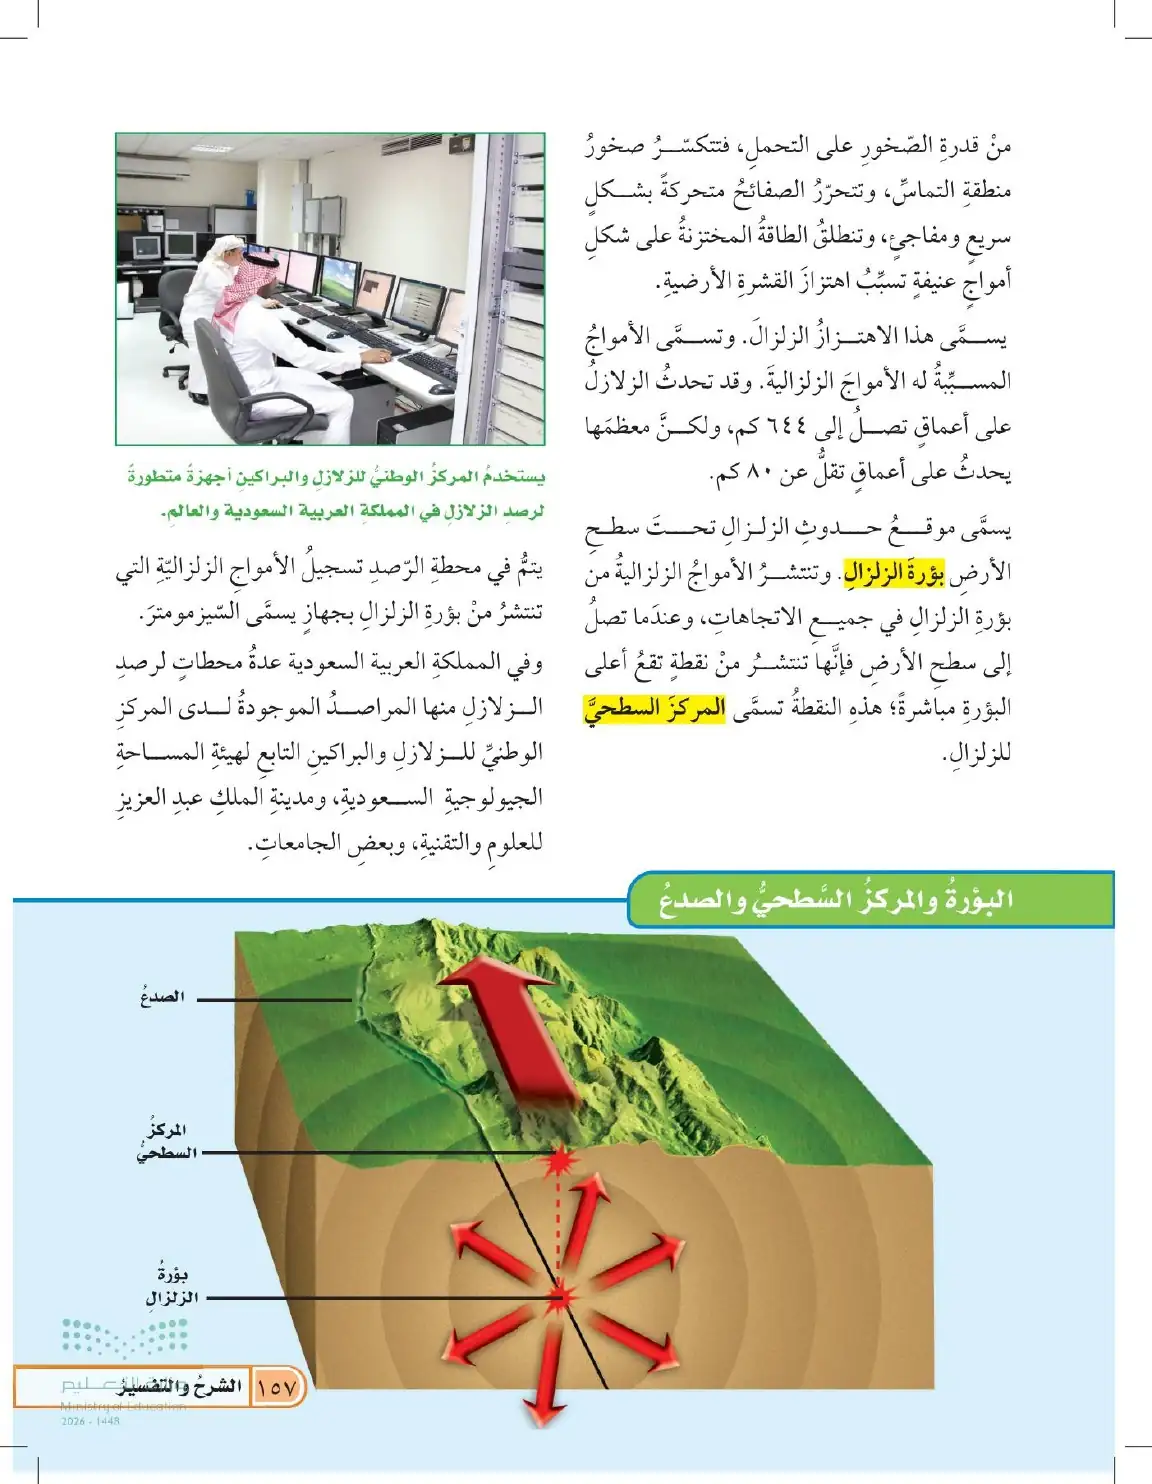 منْ قدرةِ الصّخورِ على التحملِ، فتتكسّرُ صخورُ
منطقةِ التماسِّ، وتتحرّرُ الصفائحُ متحركةً بشكلٍ
سريعٍ ومفاجئٍ، وتنطلقُ الطاقةُ المختزنةُ على شكلِ
أمواجٍ عنيفةٍ تسبِّبُ اهتزازَ القشرةِ الأرضيةِ.
يسمَّى هذا الاهتزازُ الزلزالَ. وتسمَّى الأمواجُ
المسبِّبةُ له الأمواجَ الزلزاليةَ. وقد تحدثُ الزلازلُ
على أعماقٍ تصلُ إلى ٦٤٤ كم، ولكنَّ معظمَها
يحدثُ على أعماقٍ تقلُّ عن ٨٠ كم.
يسمَّى موقعُ حدوثِ الزلزالِ تحتَ سطحِ
الأرضِ بؤرةَ الزلزالِ. وتنتشرُ الأمواجُ الزلزاليةُ من
بؤرةِ الزلزالِ في جميعِ الاتجاهاتِ، وعندَما تصلُ
إلى سطحِ الأرضِ فإنَّها تنتشرُ منْ نقطةٍ تقعُ أعلى
البؤرةِ مباشرةً؛ هذهِ النقطةُ تسمَّى المركزَ السطحيَّ
للزلزالِ.
يستخدمُ المركزُ الوطنيُّ للزلازلِ والبراكينِ أجهزةً متطورةً
لرصدِ الزلازلِ في المملكةِ العربيةِ السعودية والعالمِ.
يتمُّ في محطةِ الرّصدِ تسجيلُ الأمواجِ الزلزاليّةِ التي
تنتشرُ منْ بؤرةِ الزلزالِ بجهازٍ يسمَّى السّيزمومترَ.
وفي المملكةِ العربيةِ السعودية عدةُ محطاتٍ لرصدِ
الزلازلِ منها المراصدُ الموجودةُ لدى المركزِ
الوطنيِّ للزلازلِ والبراكينِ التابعِ لهيئةِ المساحةِ
الجيولوجيةِ السعوديةِ، ومدينةِ الملكِ عبدِ العزيزِ
للعلومِ والتقنيةِ، وبعضِ الجامعاتِ.
البؤرةُ والمركزُ السَّطحيُّ والصدعُ
الصدعُ
المركزُ
السطحيُّ
بؤرةُ
الزلزالِ
وزارة التعليم
Ministry of Education
2026 - 1448
الشرحُ والتفسيرُ ١٥٧